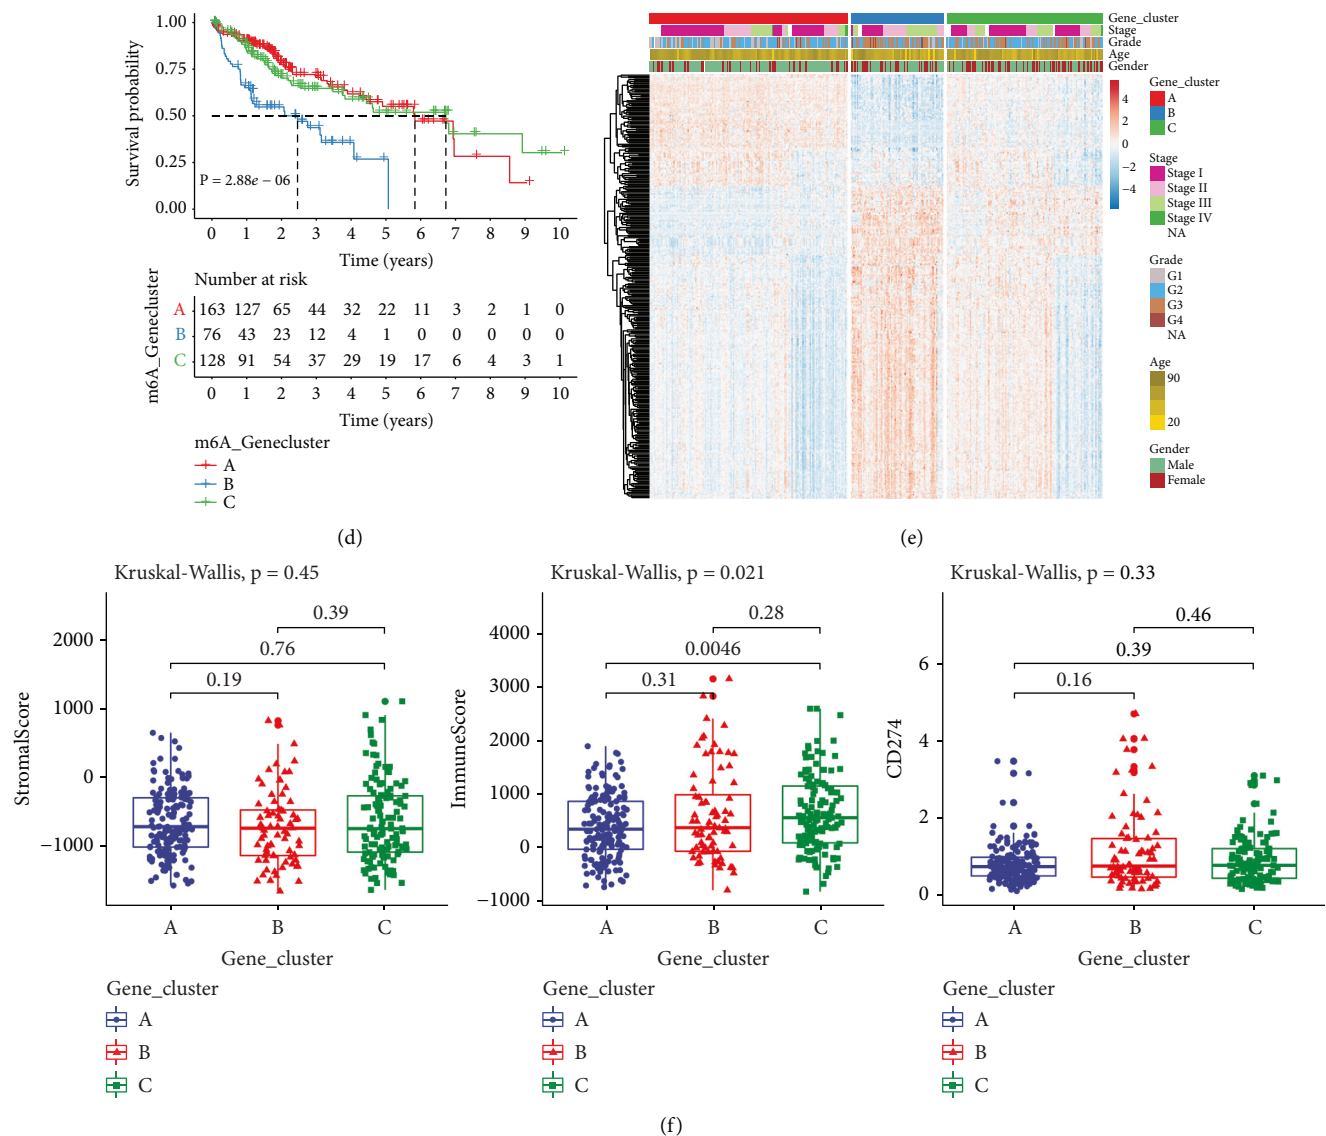 1.00
0.75
0.50
0.25
0.00
Survival probability
P = 2.88e − 06
0 1 2 3 4 5 6 7 8 9 10
Time (years)
Number at risk
m6A_Genecluster
A 163 127 65 44 32 22 11 3 2 1 0
B 76 43 23 12 4 1 0 0 0 0 0
C 128 91 54 37 29 19 17 6 4 3 1
0 1 2 3 4 5 6 7 8 9 10
Time (years)
m6A_Genecluster
A
B
C
(d)
Gene_cluster
Stage
Grade
Age
Gender
4
2
0
−2
−4
Gene_cluster
A
B
C
Stage
Stage I
Stage II
Stage III
Stage IV
NA
Grade
G1
G2
G3
G4
NA
Age
90
20
Gender
Male
Female
(e)
Kruskal-Wallis, p = 0.45
StromalScore
2000
1000
0
−1000
0.39
0.76
0.19
A B C
Gene_cluster
Gene_cluster
A
B
C
Kruskal-Wallis, p = 0.021
ImmuneScore
4000
3000
2000
1000
0
−1000
0.28
0.0046
0.31
A B C
Gene_cluster
Gene_cluster
A
B
C
Kruskal-Wallis, p = 0.33
CD274
6
4
2
0
0.46
0.39
0.16
A B C
Gene_cluster
Gene_cluster
A
B
C
(f)